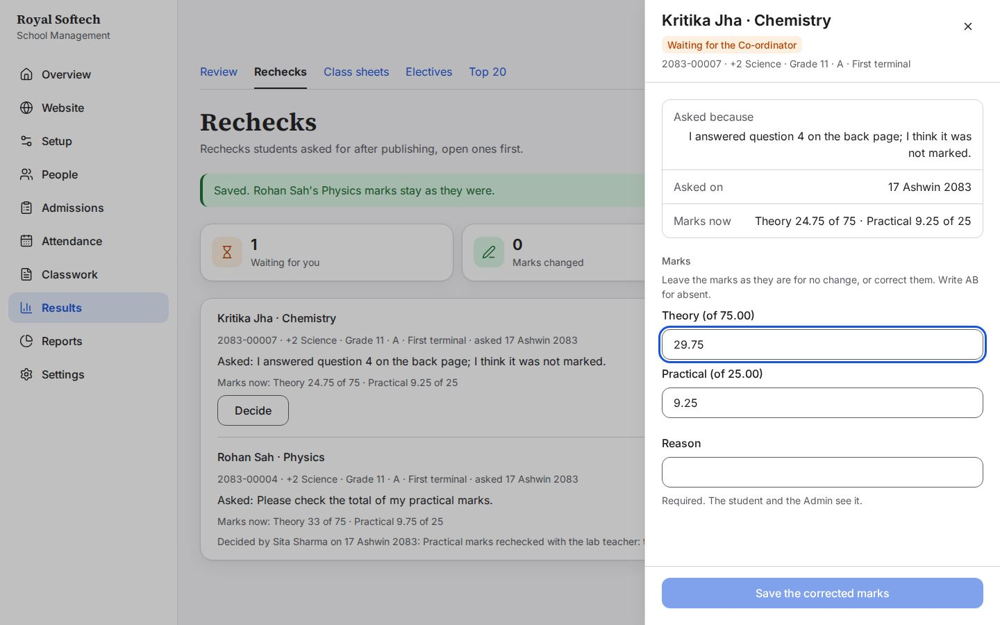 Royal Softech
School Management
Overview
Website
Setup
People
Admissions
Attendance
Classwork
Results
Reports
Settings
Review Rechecks Class sheets Electives Top 20
Rechecks
Rechecks students asked for after publishing, open ones first.
Saved. Rohan Sah's Physics marks stay as they were.
1
Waiting for you
0
Marks changed
Kritika Jha · Chemistry
2083-00007 · +2 Science · Grade 11 · A · First terminal · asked 17 Ashwin 2083
Asked: I answered question 4 on the back page; I think it was not marked.
Marks now: Theory 24.75 of 75 · Practical 9.25 of 25
Decide
Rohan Sah · Physics
2083-00004 · +2 Science · Grade 11 · A · First terminal · asked 17 Ashwin 2083
Asked: Please check the total of my practical marks.
Marks now: Theory 33 of 75 · Practical 9.75 of 25
Decided by Sita Sharma on 17 Ashwin 2083: Practical marks rechecked with the lab teacher:
Kritika Jha · Chemistry
Waiting for the Co-ordinator
2083-00007 · +2 Science · Grade 11 · A · First terminal
Asked because
I answered question 4 on the back page; I think it was
not marked.
Asked on 17 Ashwin 2083
Marks now Theory 24.75 of 75 · Practical 9.25 of 25
Marks
Leave the marks as they are for no change, or correct them. Write AB
for absent.
Theory (of 75.00)
29.75
Practical (of 25.00)
9.25
Reason
Required. The student and the Admin see it.
Save the corrected marks